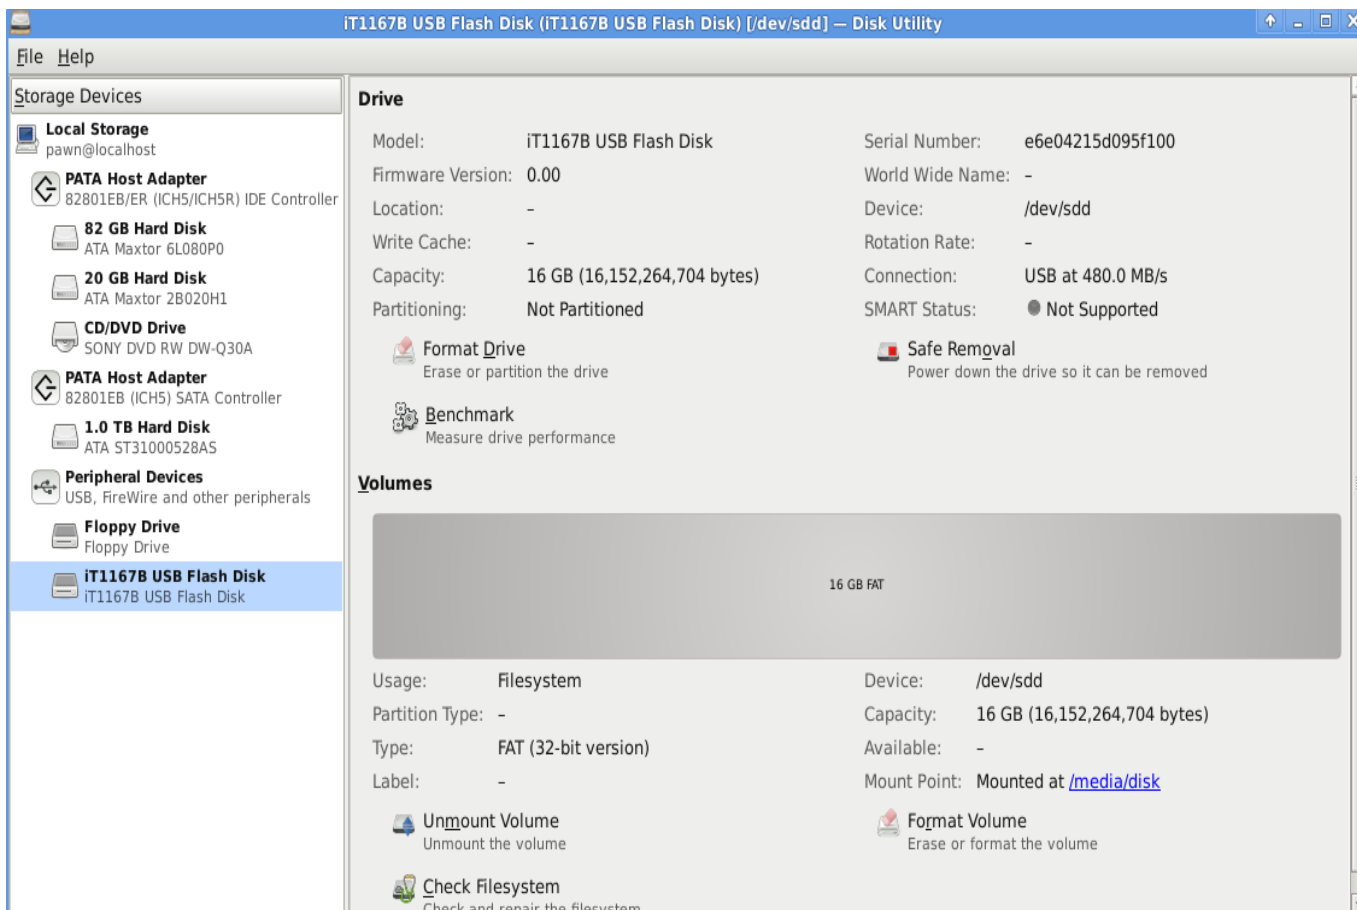 iT1167B USB Flash Disk (iT1167B USB Flash Disk) [/dev/sdd] — Disk Utility
File Help
Storage Devices
Local Storage
pawn@localhost
PATA Host Adapter
82801EB/ER (ICH5/ICH5R) IDE Controller
82 GB Hard Disk
ATA Maxtor 6L080P0
20 GB Hard Disk
ATA Maxtor 2B020H1
CD/DVD Drive
SONY DVD RW DW-Q30A
PATA Host Adapter
82801EB (ICH5) SATA Controller
1.0 TB Hard Disk
ATA ST31000528AS
Peripheral Devices
USB, FireWire and other peripherals
Floppy Drive
Floppy Drive
iT1167B USB Flash Disk
iT1167B USB Flash Disk
Drive
Model: iT1167B USB Flash Disk Serial Number: e6e04215d095f100
Firmware Version: 0.00 World Wide Name: –
Location: – Device: /dev/sdd
Write Cache: – Rotation Rate: –
Capacity: 16 GB (16,152,264,704 bytes) Connection: USB at 480.0 MB/s
Partitioning: Not Partitioned SMART Status: Not Supported
Format Drive Safe Removal
Erase or partition the drive Power down the drive so it can be removed
Benchmark
Measure drive performance
Volumes
16 GB FAT
Usage: Filesystem Device: /dev/sdd
Partition Type: – Capacity: 16 GB (16,152,264,704 bytes)
Type: FAT (32-bit version) Available: –
Label: – Mount Point: Mounted at /media/disk
Unmount Volume Format Volume
Unmount the volume Erase or format the volume
Check Filesystem
Check and repair the filesystem